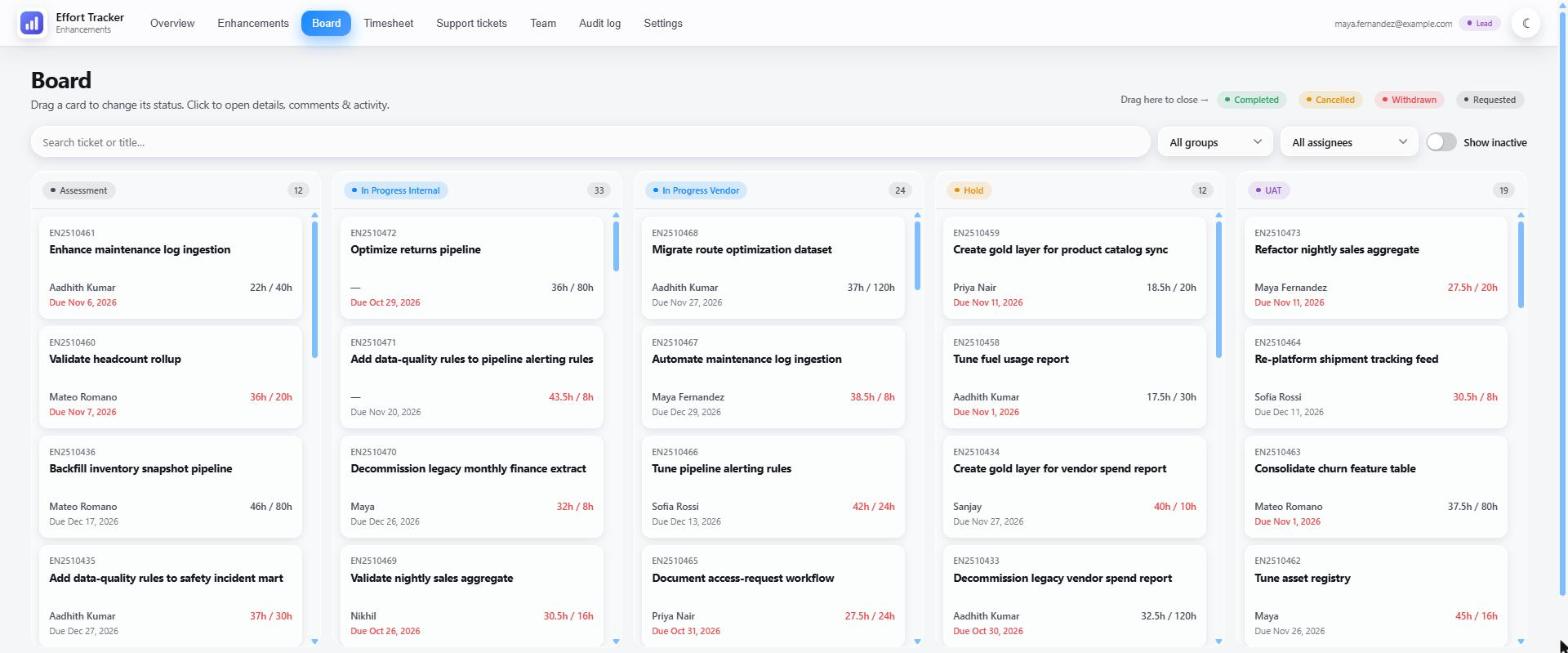 Effort Tracker
Enhancements
Overview
Enhancements
Board
Timesheet
Support tickets
Team
Audit log
Settings
maya.fernandez@example.com
Lead
Board
Drag a card to change its status. Click to open details, comments & activity.
Drag here to close →
Completed
Cancelled
Withdrawn
Requested
Search ticket or title...
All groups
All assignees
Show inactive
Assessment 12
EN2510461
Enhance maintenance log ingestion
Aadhith Kumar 22h / 40h
Due Nov 6, 2026
EN2510460
Validate headcount rollup
Mateo Romano 36h / 20h
Due Nov 7, 2026
EN2510436
Backfill inventory snapshot pipeline
Mateo Romano 46h / 80h
Due Dec 17, 2026
EN2510435
Add data-quality rules to safety incident mart
Aadhith Kumar 37h / 30h
Due Dec 27, 2026
In Progress Internal 33
EN2510472
Optimize returns pipeline
— 36h / 80h
Due Oct 29, 2026
EN2510471
Add data-quality rules to pipeline alerting rules
— 43.5h / 8h
Due Nov 20, 2026
EN2510470
Decommission legacy monthly finance extract
Maya 32h / 8h
Due Dec 26, 2026
EN2510469
Validate nightly sales aggregate
Nikhil 30.5h / 16h
Due Oct 26, 2026
In Progress Vendor 24
EN2510468
Migrate route optimization dataset
Aadhith Kumar 37h / 120h
Due Nov 27, 2026
EN2510467
Automate maintenance log ingestion
Maya Fernandez 38.5h / 8h
Due Dec 29, 2026
EN2510466
Tune pipeline alerting rules
Sofia Rossi 42h / 24h
Due Dec 13, 2026
EN2510465
Document access-request workflow
Priya Nair 27.5h / 24h
Due Oct 31, 2026
Hold 12
EN2510459
Create gold layer for product catalog sync
Priya Nair 18.5h / 20h
Due Nov 11, 2026
EN2510458
Tune fuel usage report
Aadhith Kumar 17.5h / 30h
Due Nov 1, 2026
EN2510434
Create gold layer for vendor spend report
Sanjay 40h / 10h
Due Nov 27, 2026
EN2510433
Decommission legacy vendor spend report
Aadhith Kumar 32.5h / 120h
Due Oct 30, 2026
UAT 19
EN2510473
Refactor nightly sales aggregate
Maya Fernandez 27.5h / 20h
Due Nov 11, 2026
EN2510464
Re-platform shipment tracking feed
Sofia Rossi 30.5h / 8h
Due Dec 11, 2026
EN2510463
Consolidate churn feature table
Mateo Romano 37.5h / 80h
Due Nov 1, 2026
EN2510462
Tune asset registry
Maya 45h / 16h
Due Nov 26, 2026